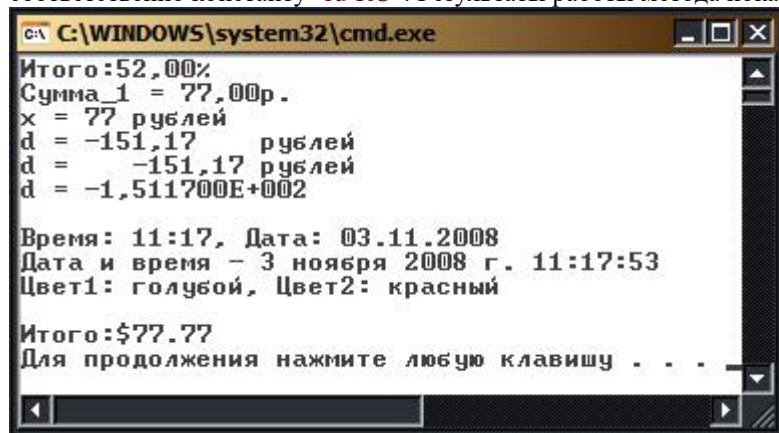 C:\WINDOWS\system32\cmd.exe
Итого:52,00%
Сумма_1 = 77,00р.
x = 77 рублей
d = -151,17    рублей
d =    -151,17 рублей
d = -1,511700E+002
Время: 11:17, Дата: 03.11.2008
Дата и время - 3 ноября 2008 г. 11:17:53
Цвет1: голубой, Цвет2: красный
Итого:$77.77
Для продолжения нажмите любую клавишу . . . _